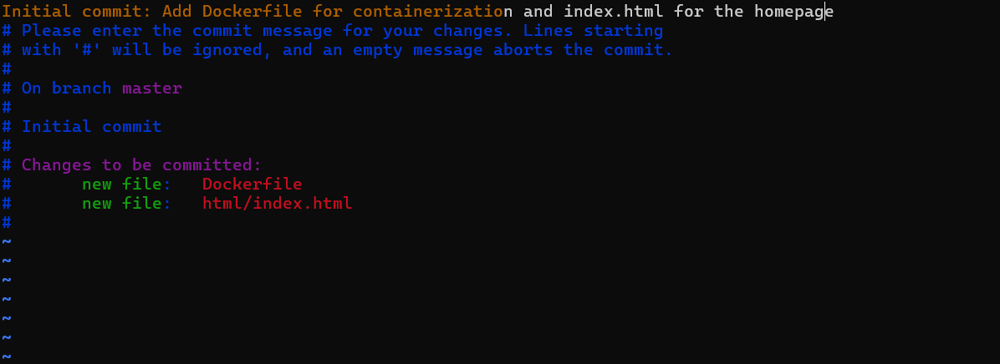 Initial commit: Add Dockerfile for containerization and index.html for the homepage
# Please enter the commit message for your changes. Lines starting
# with '#' will be ignored, and an empty message aborts the commit.
#
# On branch master
#
# Initial commit
#
# Changes to be committed:
#       new file:   Dockerfile
#       new file:   html/index.html
#
~
~
~
~
~
~
~